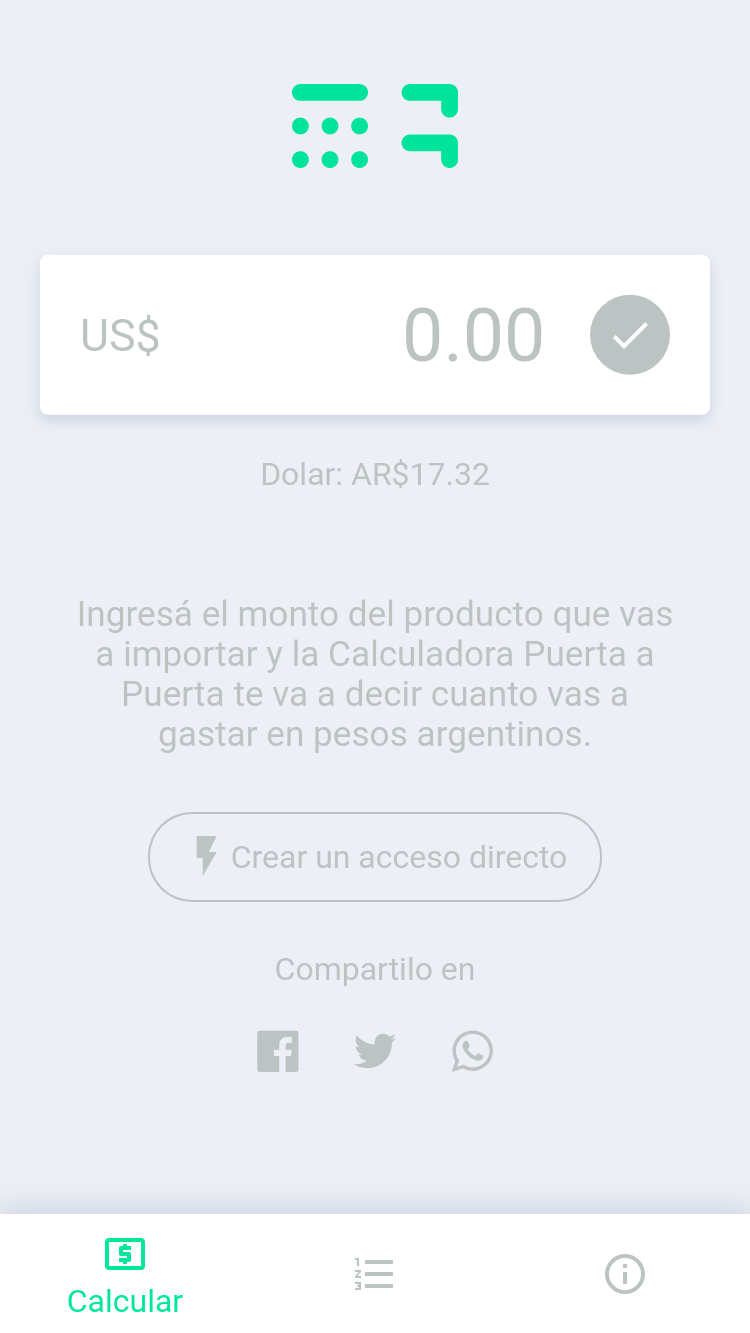 US$ 0.00
Dolar: AR$17.32
Ingresá el monto del producto que vas
a importar y la Calculadora Puerta a
Puerta te va a decir cuanto vas a
gastar en pesos argentinos.
Crear un acceso directo
Compartilo en
Calcular